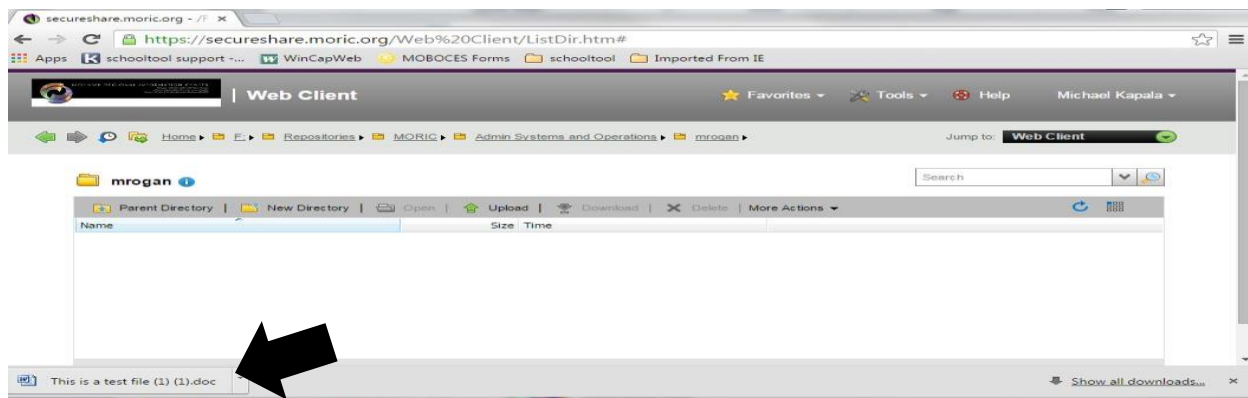 secureshare.moric.org - /F
https://secureshare.moric.org/Web%20Client/ListDir.htm#
Apps schooltool support -... WinCapWeb MOBOCES Forms schooltool Imported From IE
Web Client Favorites Tools Help Michael Kapala
Home F: Repositories MORIC Admin Systems and Operations mrogan Jump to: Web Client
mrogan Search
Parent Directory | New Directory | Open | Upload | Download | Delete | More Actions
Name Size Time
This is a test file (1) (1).doc Show all downloads...